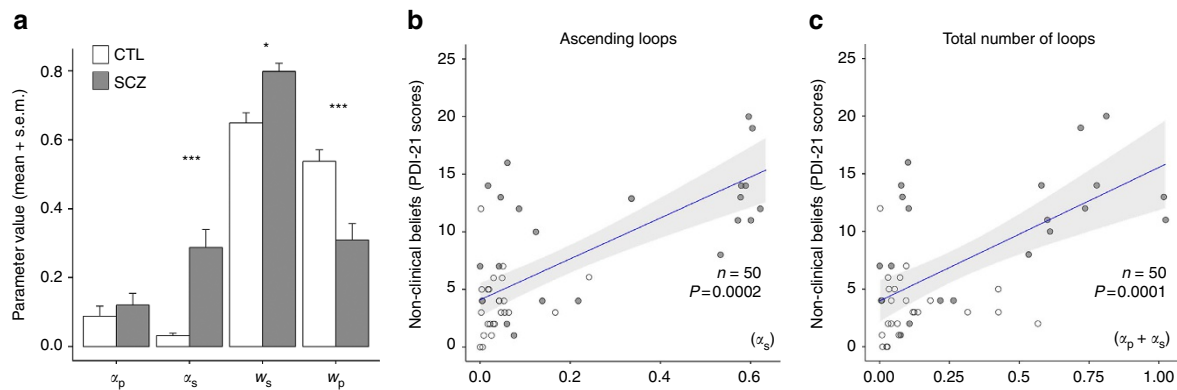 a
CTL
SCZ
Parameter value (mean + s.e.m.)
0.8
0.6
0.4
0.2
0.0
***
*
***
αp
αs
ws
wp
b
Ascending loops
Non-clinical beliefs (PDI-21 scores)
25
20
15
10
5
0
n = 50
P=0.0002
(αs)
0.0
0.2
0.4
0.6
c
Total number of loops
Non-clinical beliefs (PDI-21 scores)
25
20
15
10
5
0
n = 50
P=0.0001
(αp + αs)
0.00
0.25
0.50
0.75
1.00